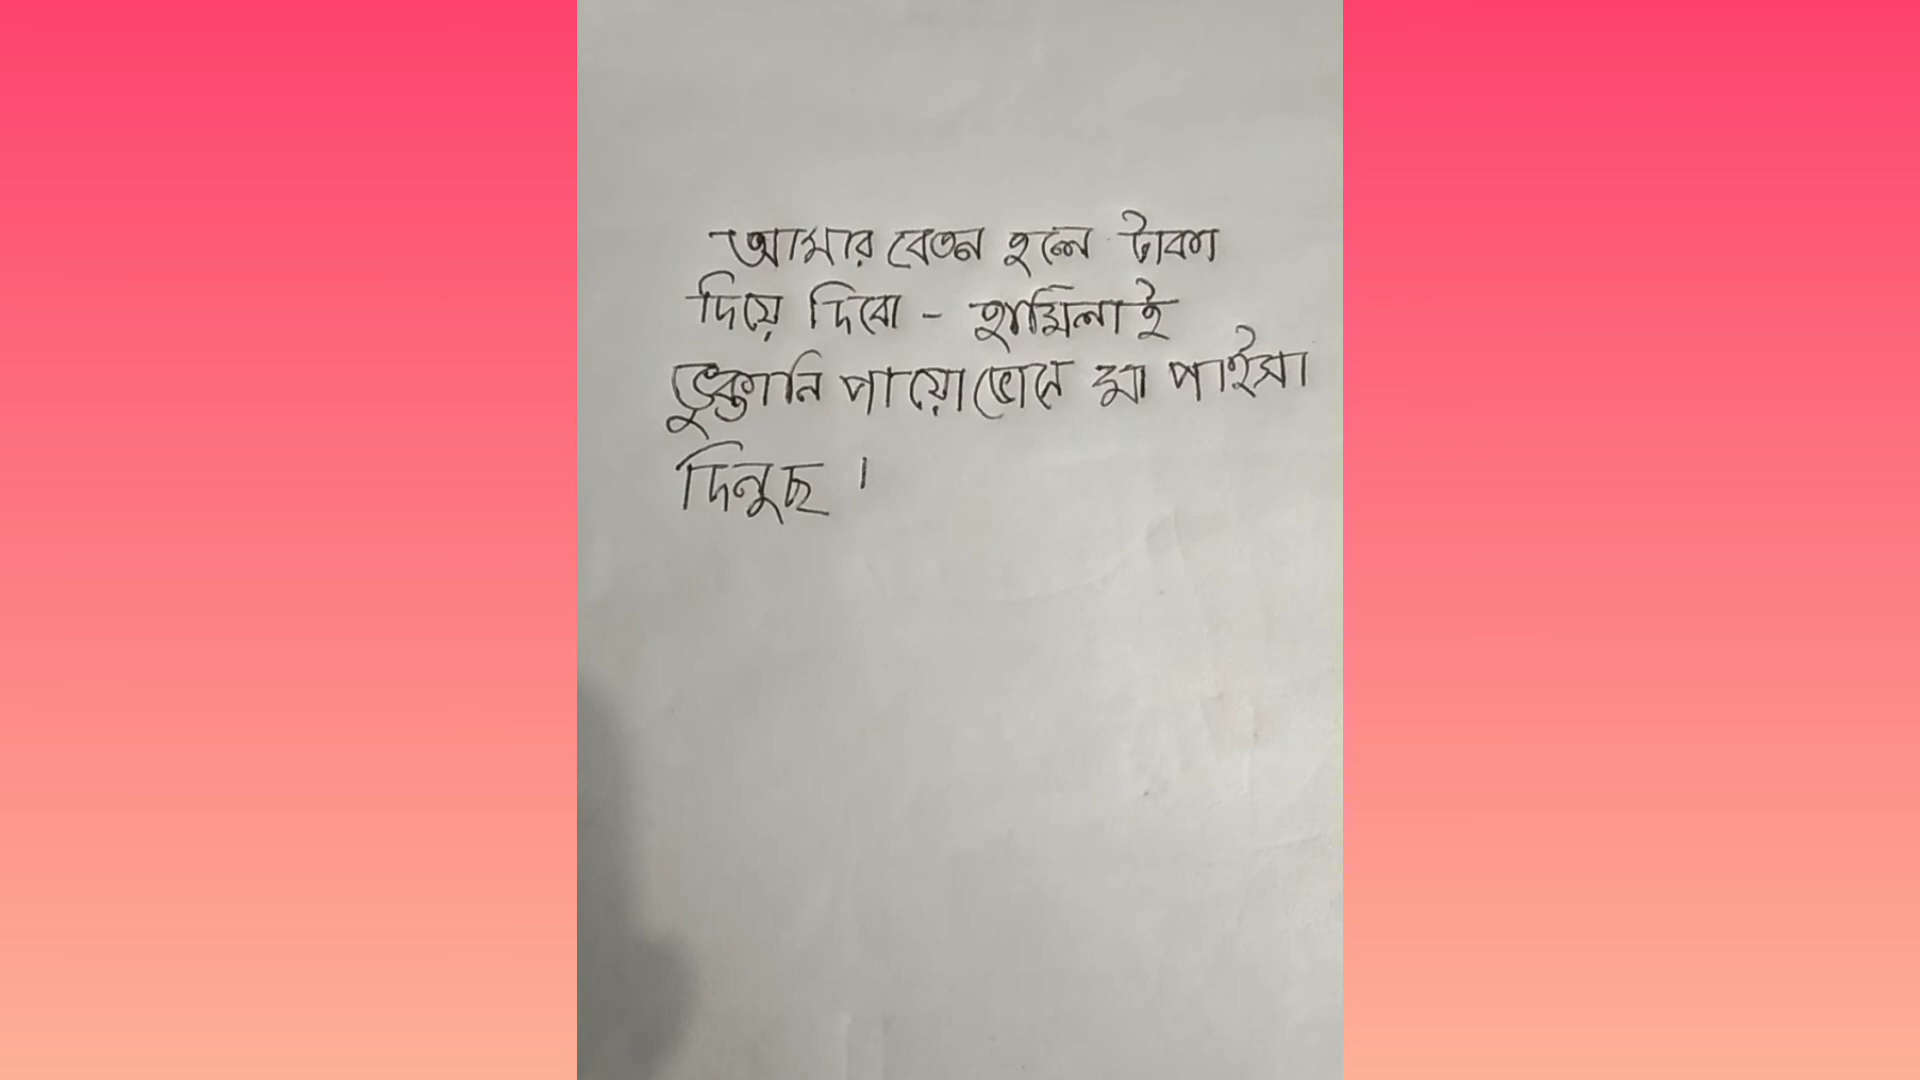 আমার বেতন হলে টাকা
দিয়ে দিবো - হামিলাই
ভুক্তানি পায়ো ভোনে মা পাইসা
দিনুছ ।